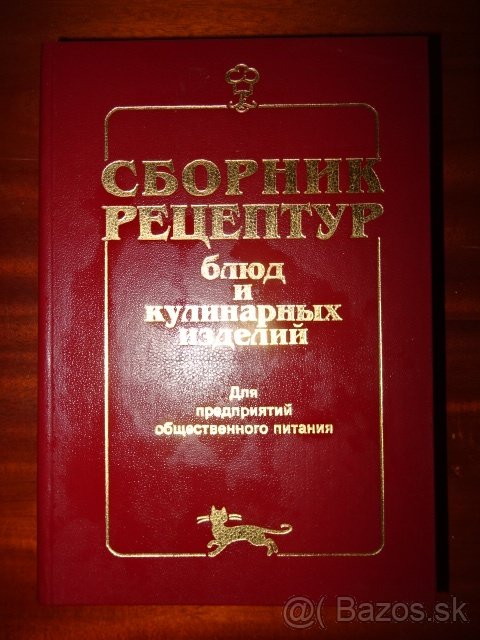 СБОРНИК
РЕЦЕПТУР
блюд
и
кулинарных
изделий
Для
предприятий
общественного питания
@( Bazos.sk